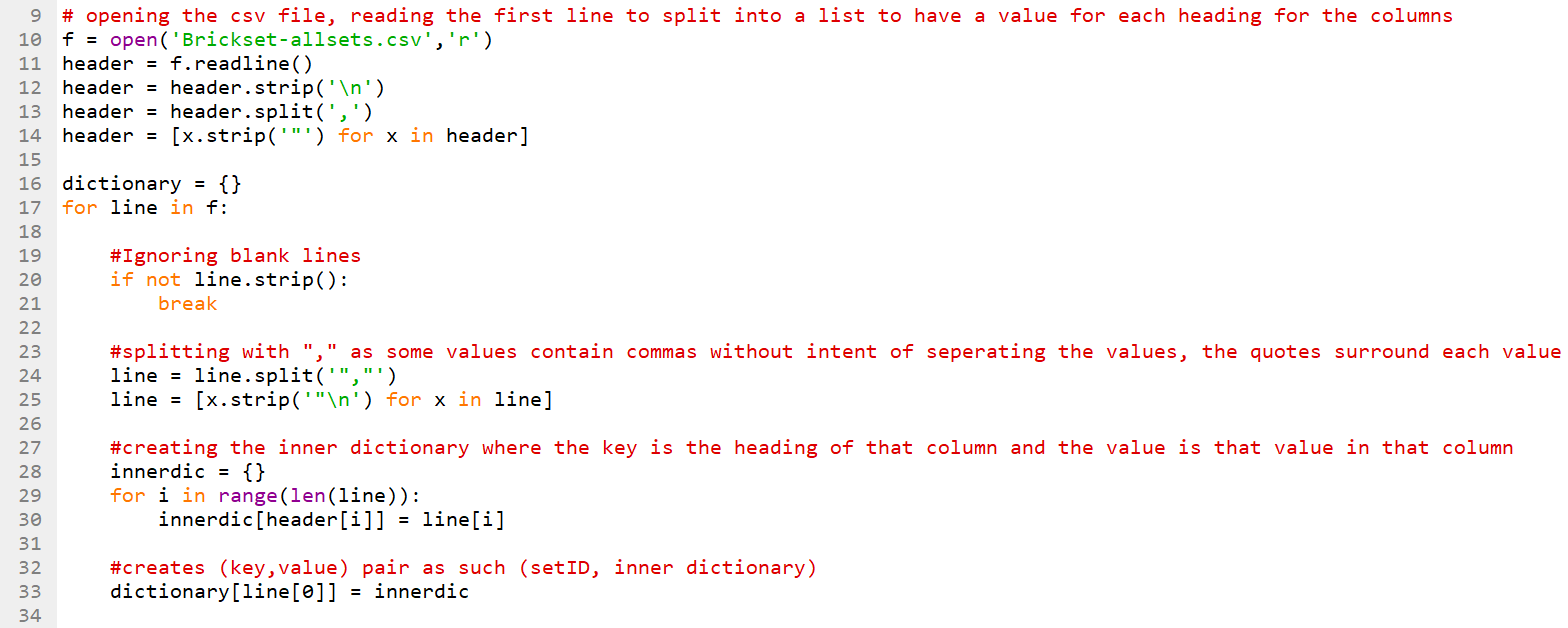 9 # opening the csv file, reading the first line to split into a list to have a value for each heading for the columns
10 f = open('Brickset-allsets.csv','r')
11 header = f.readline()
12 header = header.strip('\n')
13 header = header.split(',')
14 header = [x.strip('"') for x in header]
15
16 dictionary = {}
17 for line in f:
18
19     #Ignoring blank lines
20     if not line.strip():
21         break
22
23     #splitting with "," as some values contain commas without intent of seperating the values, the quotes surround each value
24     line = line.split('","')
25     line = [x.strip('"\n') for x in line]
26
27     #creating the inner dictionary where the key is the heading of that column and the value is that value in that column
28     innerdic = {}
29     for i in range(len(line)):
30         innerdic[header[i]] = line[i]
31
32     #creates (key,value) pair as such (setID, inner dictionary)
33     dictionary[line[0]] = innerdic
34